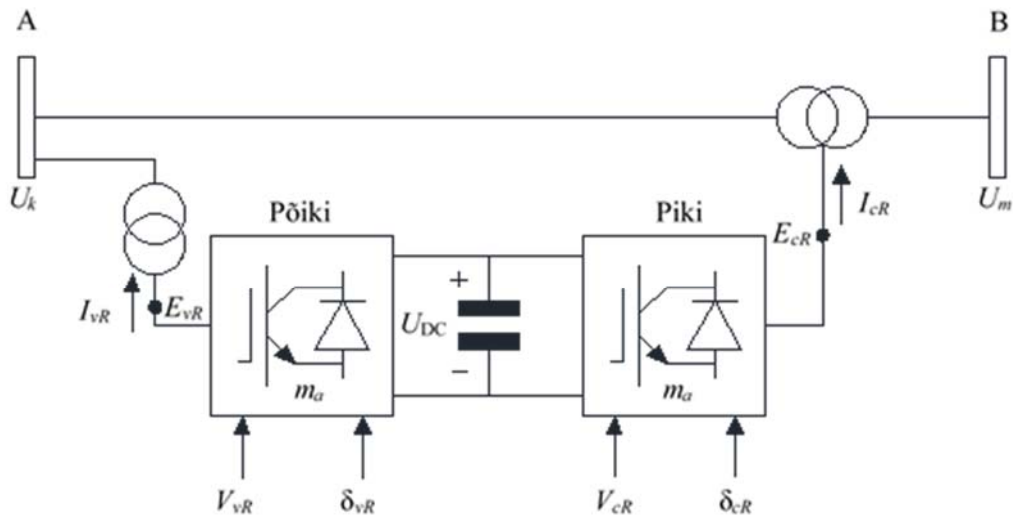 A
B
U_k
U_m
Põiki
Piki
I_cR
E_cR
I_vR
E_vR
+
U_DC
−
m_a
m_a
V_vR
δ_vR
V_cR
δ_cR